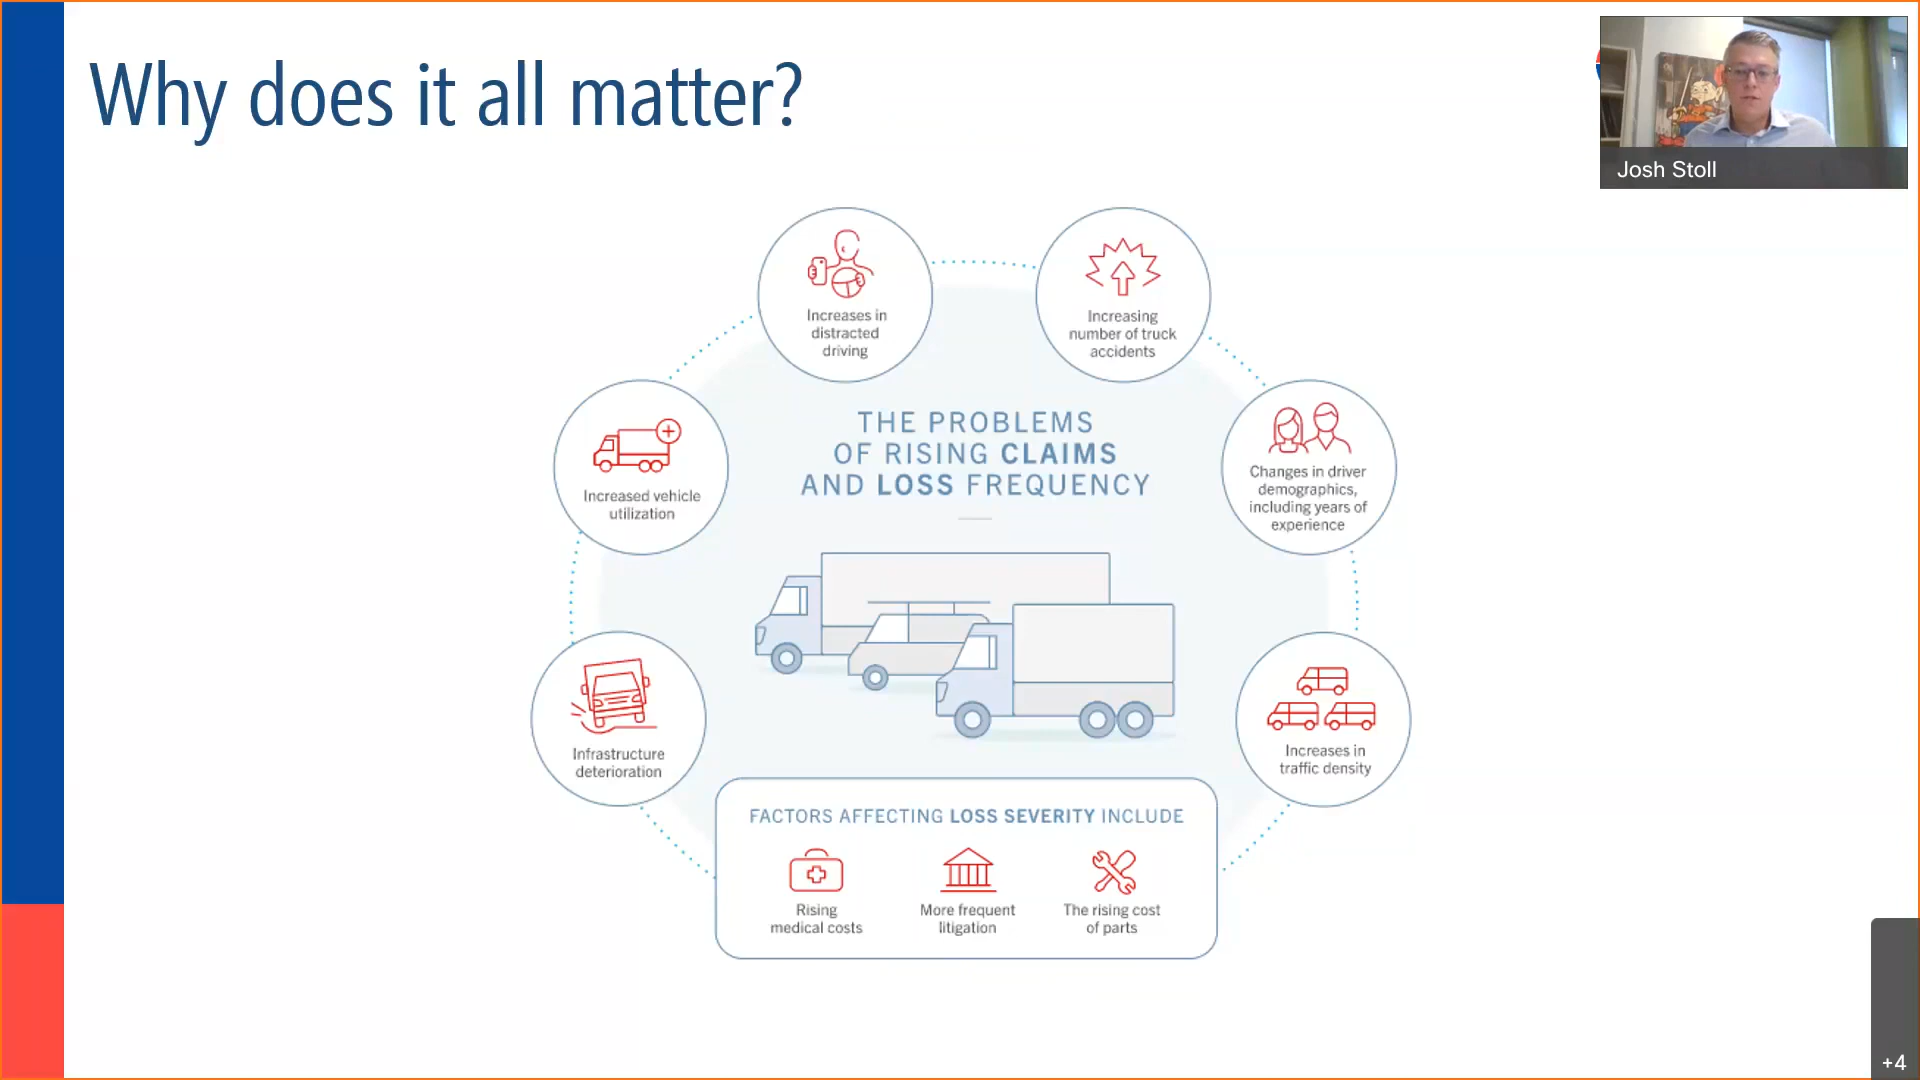 Why does it all matter?
Josh Stoll
Increases in
distracted
driving
Increasing
number of truck
accidents
Increased vehicle
utilization
THE PROBLEMS
OF RISING CLAIMS
AND LOSS FREQUENCY
Changes in driver
demographics,
including years of
experience
Infrastructure
deterioration
Increases in
traffic density
FACTORS AFFECTING LOSS SEVERITY INCLUDE
Rising
medical costs
More frequent
litigation
The rising cost
of parts
+4